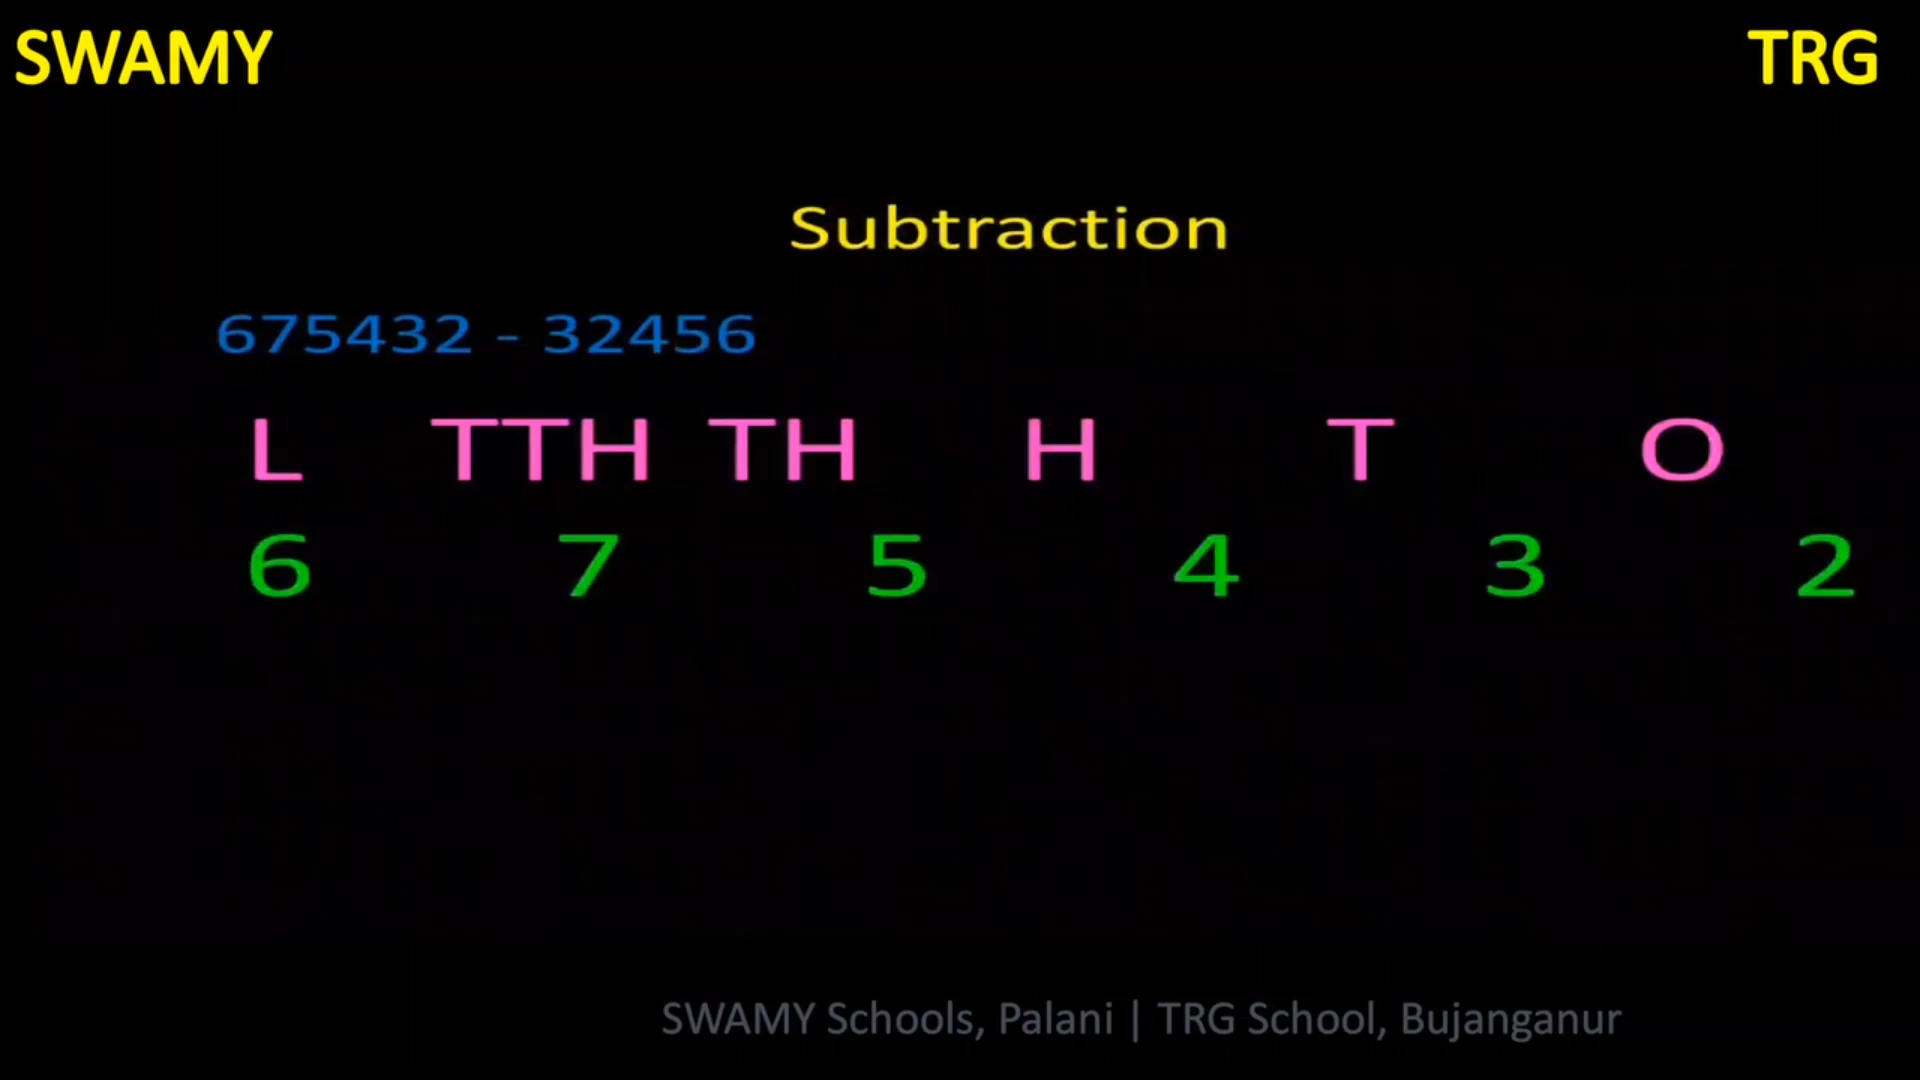 SWAMY TRG
Subtraction
675432 - 32456
L TTH TH H T O
6 7 5 4 3 2
SWAMY Schools, Palani | TRG School, Bujanganur